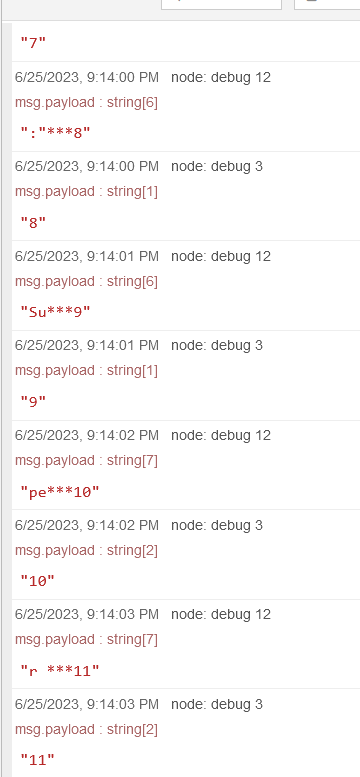 "7"
6/25/2023, 9:14:00 PM node: debug 12
msg.payload : string[6]
":"***8"
6/25/2023, 9:14:00 PM node: debug 3
msg.payload : string[1]
"8"
6/25/2023, 9:14:01 PM node: debug 12
msg.payload : string[6]
"Su***9"
6/25/2023, 9:14:01 PM node: debug 3
msg.payload : string[1]
"9"
6/25/2023, 9:14:02 PM node: debug 12
msg.payload : string[7]
"pe***10"
6/25/2023, 9:14:02 PM node: debug 3
msg.payload : string[2]
"10"
6/25/2023, 9:14:03 PM node: debug 12
msg.payload : string[7]
"r ***11"
6/25/2023, 9:14:03 PM node: debug 3
msg.payload : string[2]
"11"